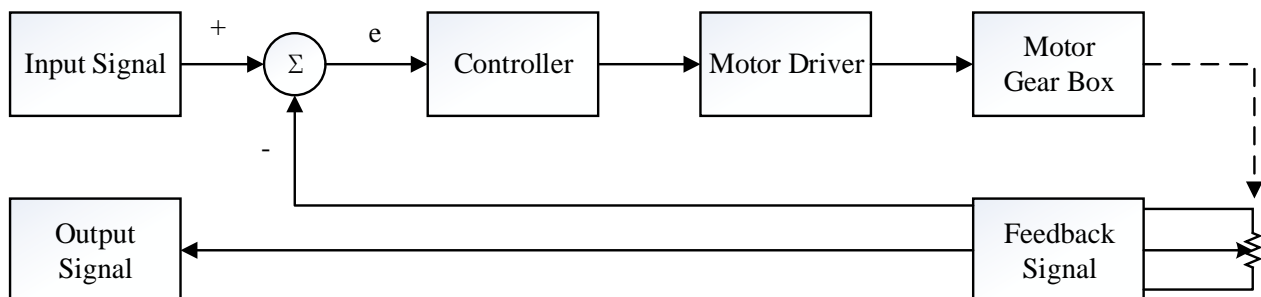 +
e
Input Signal
Σ
Controller
Motor Driver
Motor
Gear Box
-
Output
Signal
Feedback
Signal